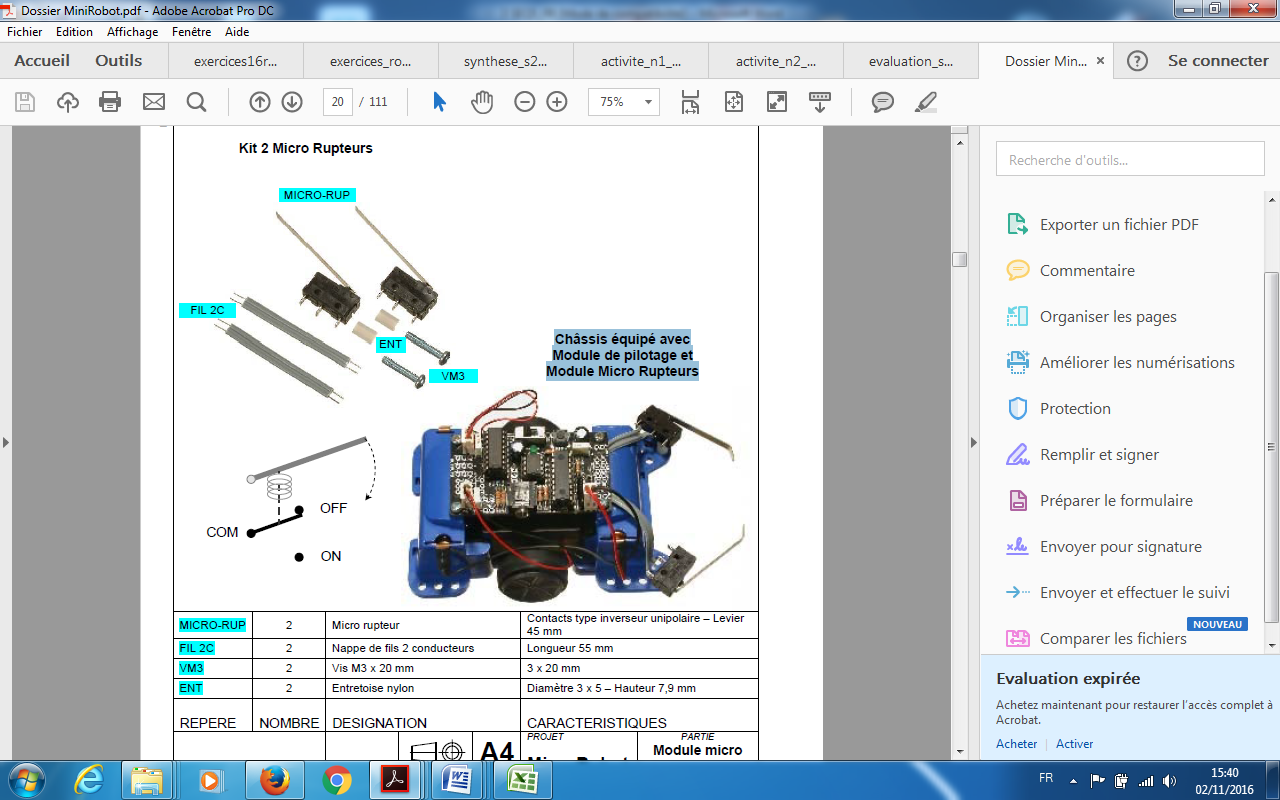 Dossier MiniRobot.pdf - Adobe Acrobat Pro DC
Fichier Edition Affichage Fenêtre Aide
Accueil Outils exercices16r... exercices_ro... synthese_s2... activite_n1_... activite_n2_... evaluation_s... Dossier Min... × ? Se connecter
20 / 111 75%
Kit 2 Micro Rupteurs
MICRO-RUP
FIL 2C
ENT
VM3
Châssis équipé avec
Module de pilotage et
Module Micro Rupteurs
OFF
COM
ON
MICRO-RUP 2 Micro rupteur Contacts type inverseur unipolaire – Levier
45 mm
FIL 2C 2 Nappe de fils 2 conducteurs Longueur 55 mm
VM3 2 Vis M3 x 20 mm 3 x 20 mm
ENT 2 Entretoise nylon Diamètre 3 x 5 – Hauteur 7,9 mm
REPERE NOMBRE DESIGNATION CARACTERISTIQUES
A4 PROJET PARTIE
Module micro
Recherche d'outils...
Exporter un fichier PDF
Commentaire
Organiser les pages
Améliorer les numérisations
Protection
Remplir et signer
Préparer le formulaire
Envoyer pour signature
Envoyer et effectuer le suivi
NOUVEAU
Comparer les fichiers
Evaluation expirée
Achetez maintenant pour restaurer l'accès complet à
Acrobat.
Acheter | Activer
FR
15:40
02/11/2016